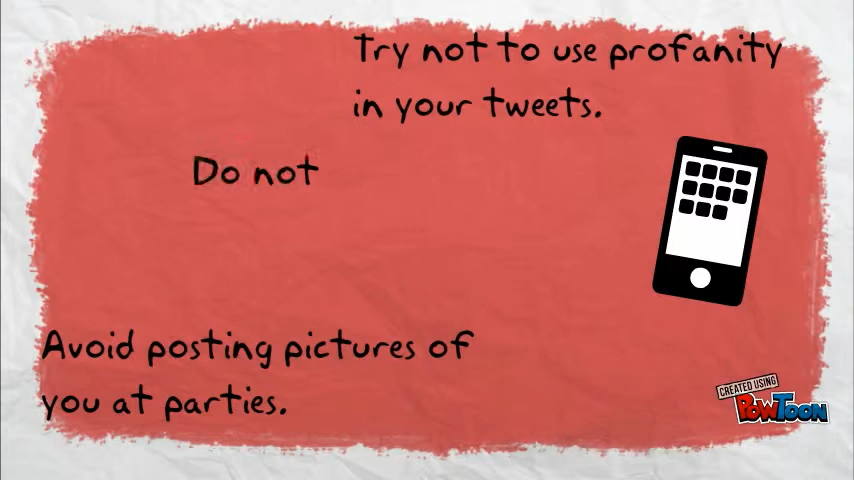 Try not to use profanity
in your tweets.
Do not
Avoid posting pictures of
you at parties.
CREATED USING
POWTOON